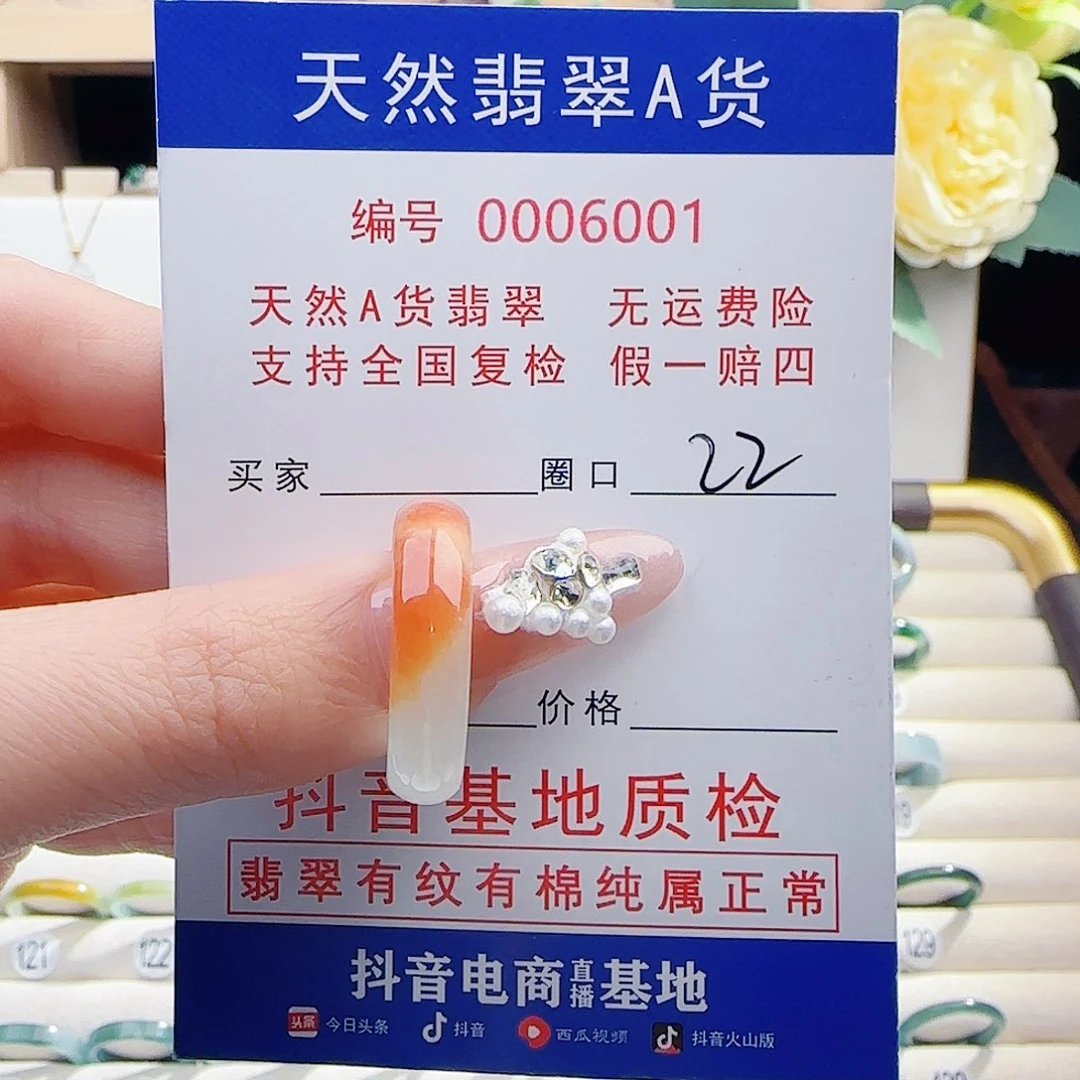 天然翡翠A货
编号 0006001
天然A货翡翠 无运费险
支持全国复检 假一赔四
买家 圈口 22
价格
抖音基地质检
翡翠有纹有棉纯属正常
抖音电商直播基地
头条 今日头条 抖音 西瓜视频 抖音火山版
121 122
129